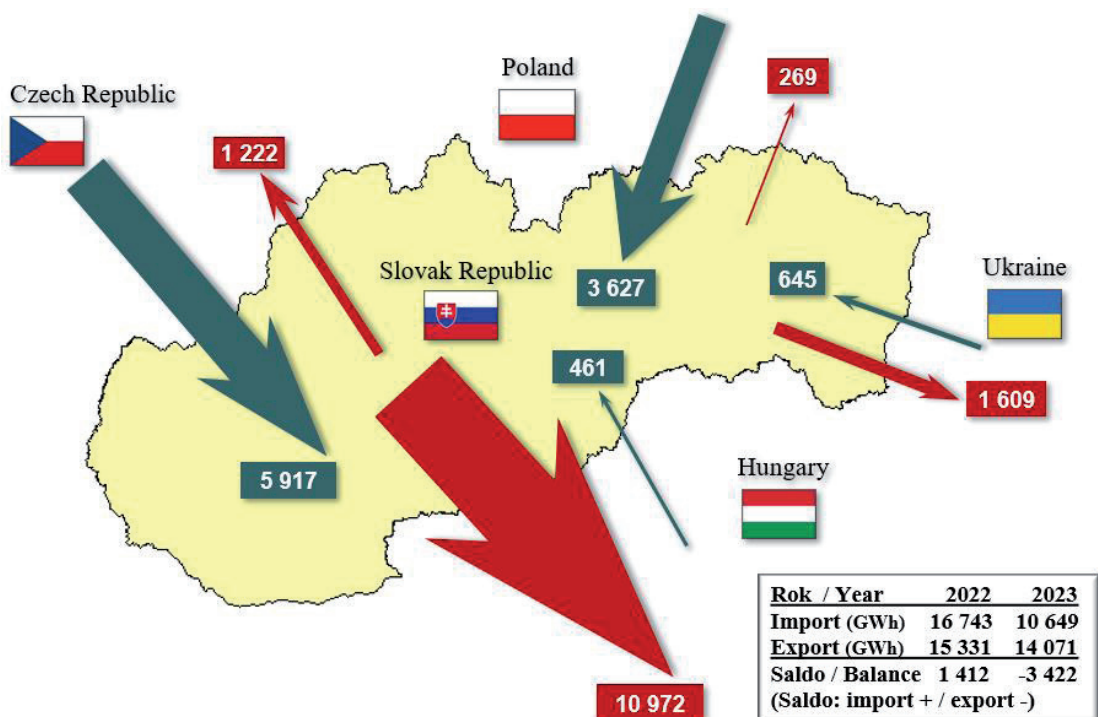 Poland
269
Czech Republic
1 222
Slovak Republic
3 627
645
Ukraine
461
1 609
5 917
Hungary
10 972
Rok / Year 2022 2023
Import (GWh) 16 743 10 649
Export (GWh) 15 331 14 071
Saldo / Balance 1 412 -3 422
(Saldo: import + / export -)